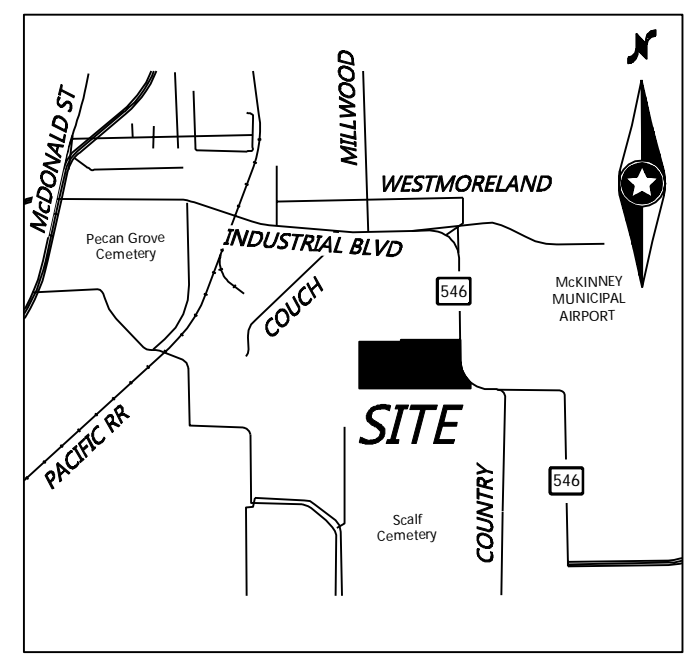 N
McDONALD ST
MILLWOOD
WESTMORELAND
Pecan Grove
Cemetery
INDUSTRIAL BLVD
546
McKINNEY
MUNICIPAL
AIRPORT
COUCH
SITE
PACIFIC RR
546
COUNTRY
Scalf
Cemetery